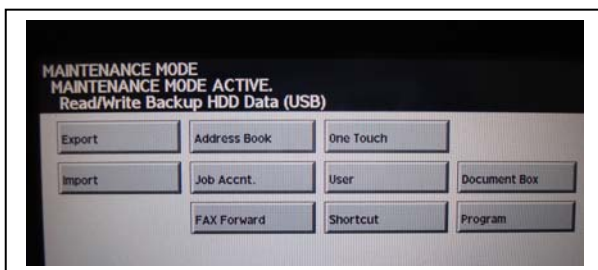 MAINTENANCE MODE
MAINTENANCE MODE ACTIVE.
Read/Write Backup HDD Data (USB)
Export Address Book One Touch
Import Job Accnt. User Document Box
FAX Forward Shortcut Program